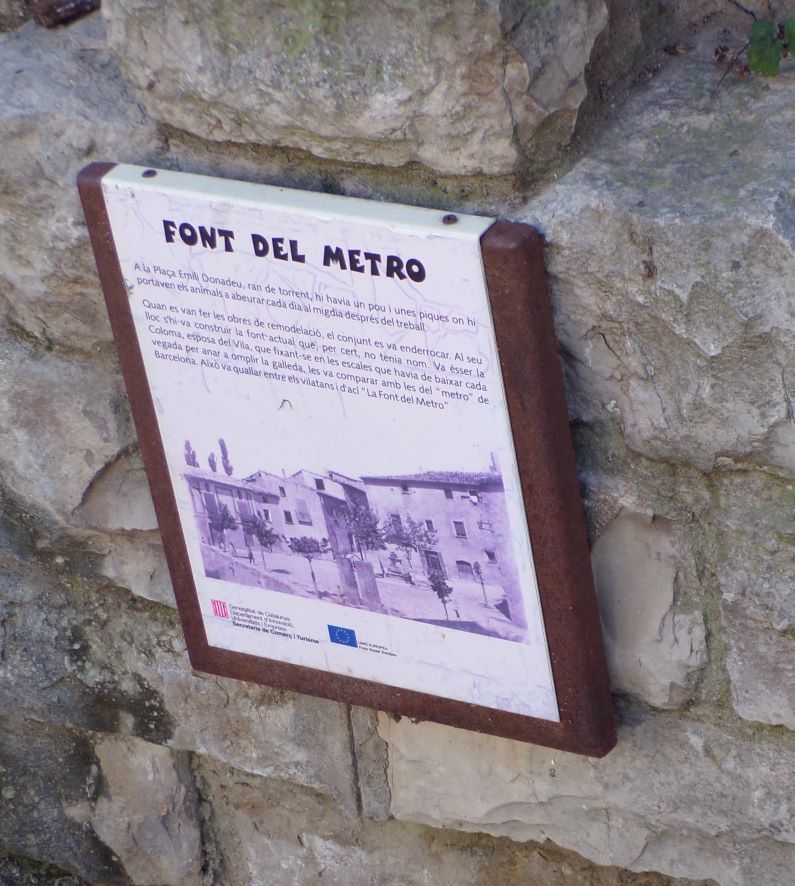 FONT DEL METRO
A la Plaça Emili Donadeu, ran de torrent, hi havia un pou i unes piques on hi
portaven els animals a abeurar cada dia al migdia desprès del treball.
Quan es van fer les obres de remodelació, el conjunt es va enderrocar. Al seu
lloc s'hi va construir la font actual que, per cert, no tenia nom. Va ésser la
Coloma, esposa del Vila, que fixant-se en les escales que havia de baixar cada
vegada per anar a omplir la galleda, les va comparar amb les del "metro" de
Barcelona. Això va quallar entre els vilatans i d'ací "La Font del Metro"
Generalitat de Catalunya
Departament d'Innovació,
Universitats i Empresa
Secretaria de Comerç i Turisme
UNIÓ EUROPEA